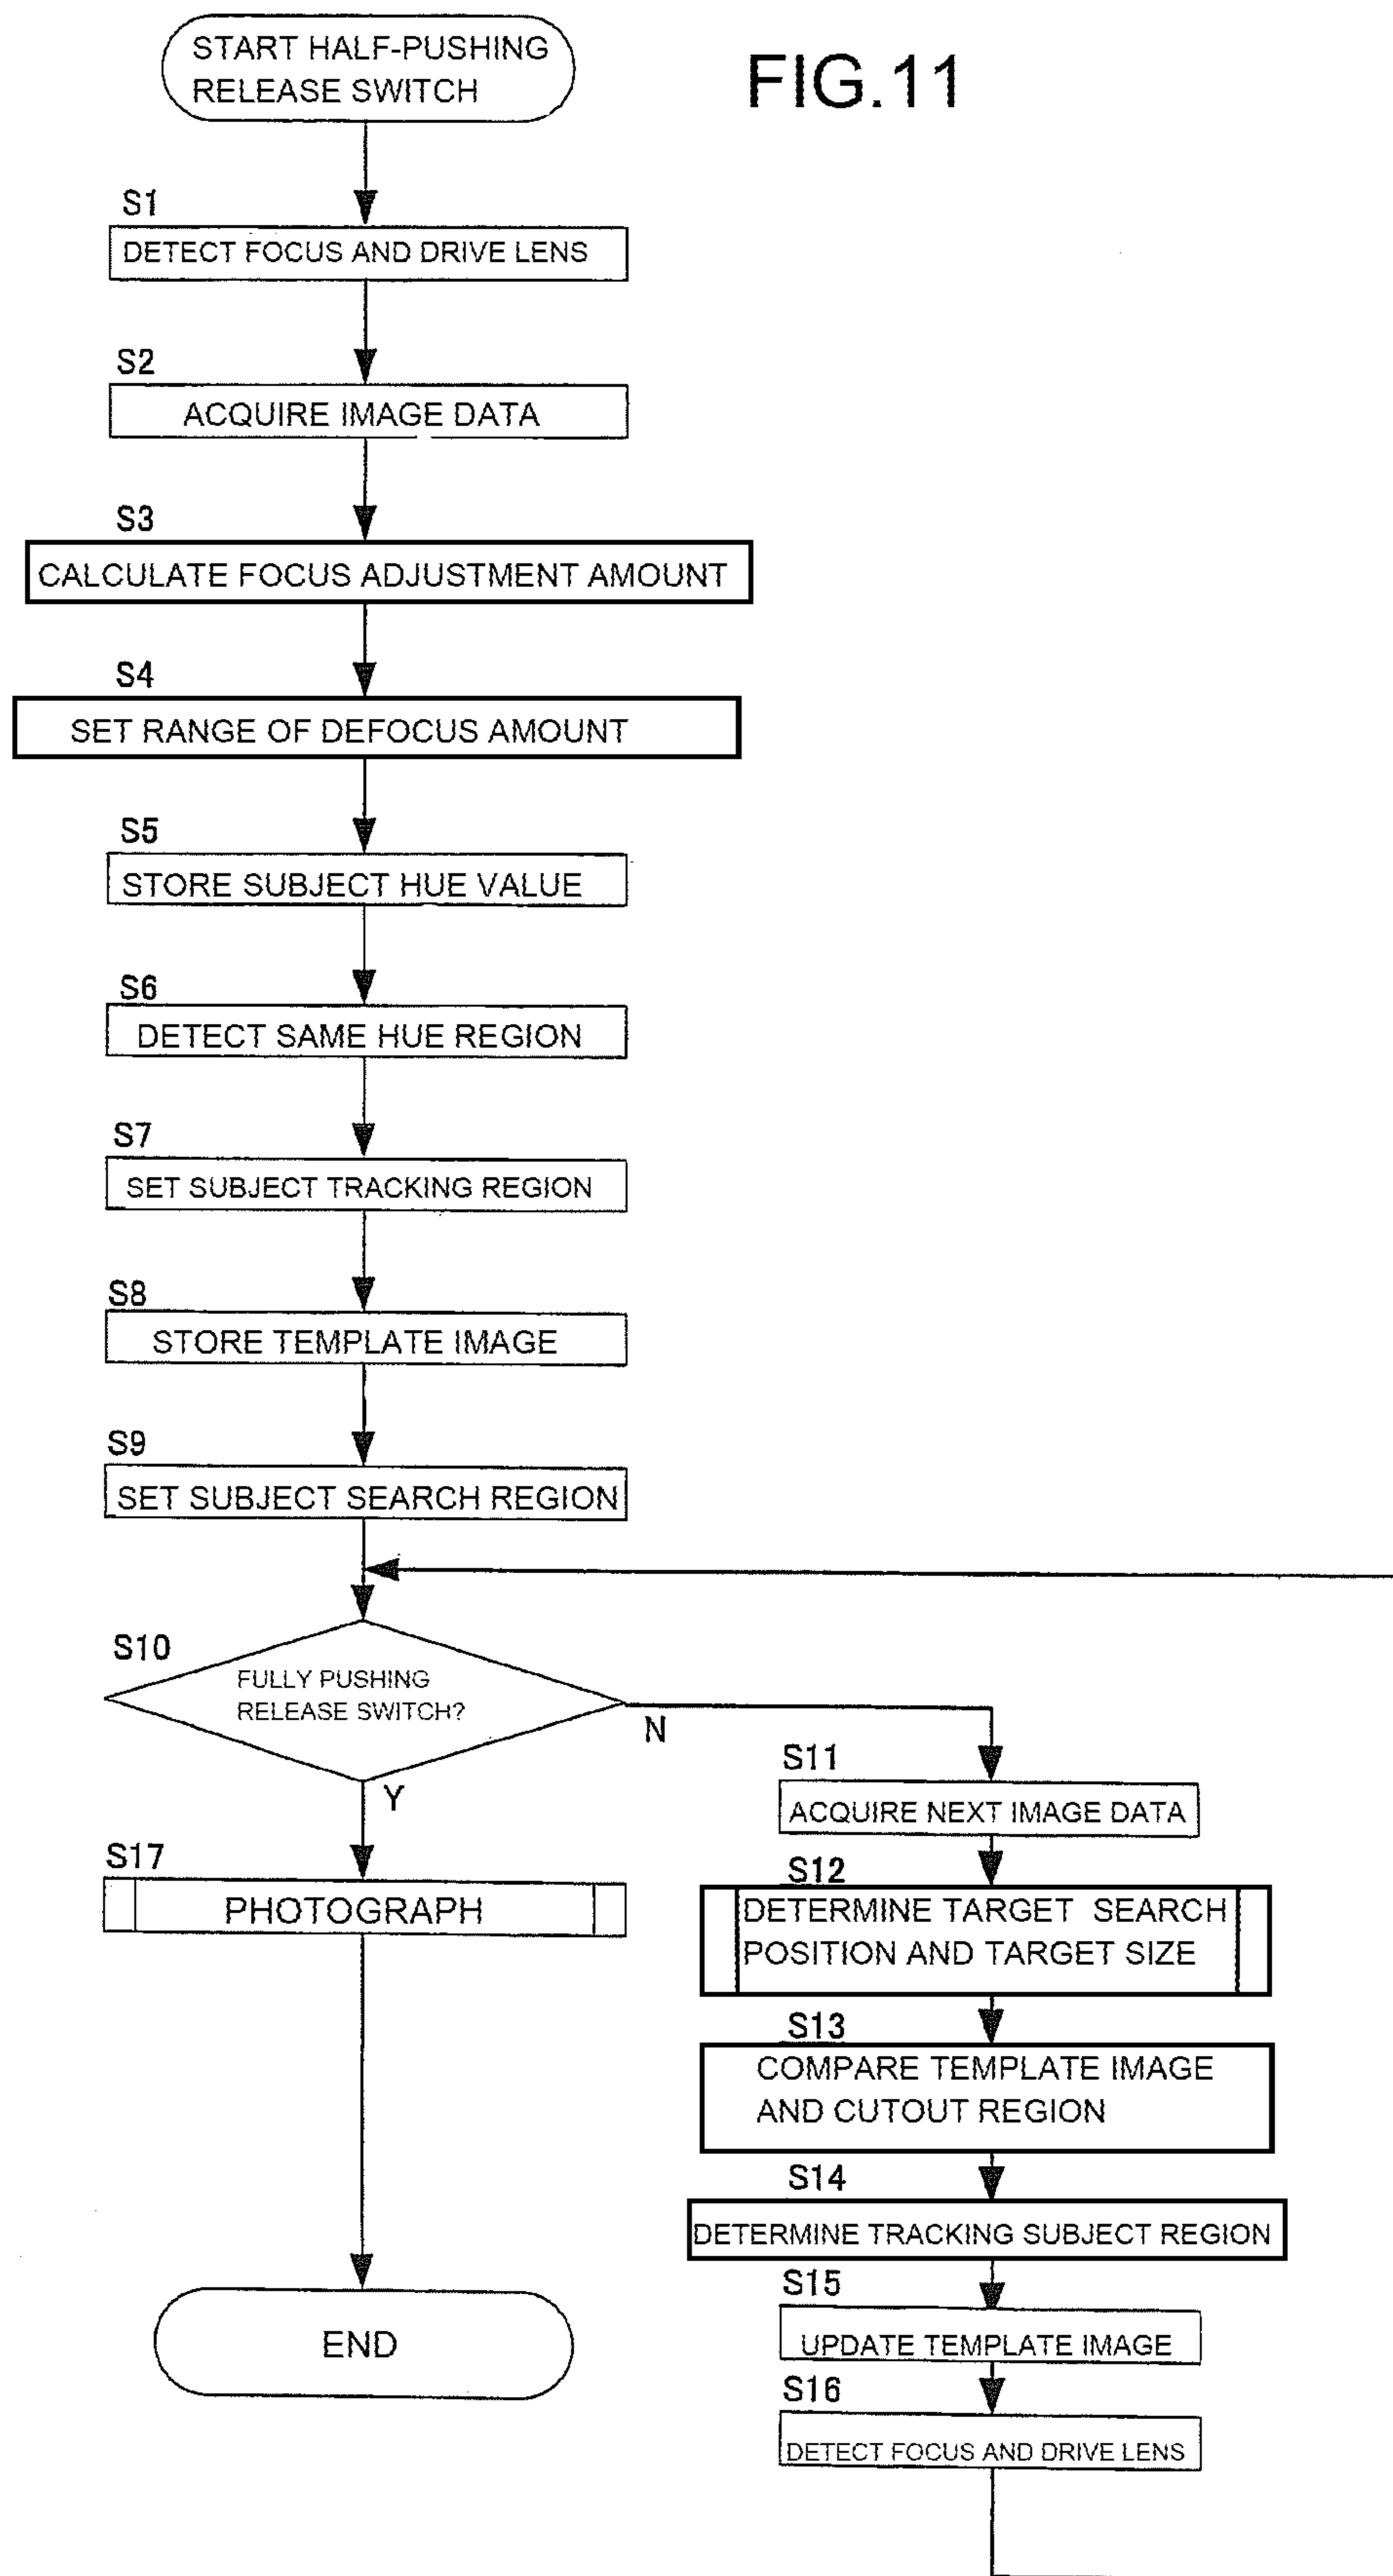 START HALF-PUSHING
RELEASE SWITCH
FIG.11
S1
DETECT FOCUS AND DRIVE LENS
S2
ACQUIRE IMAGE DATA
S3
CALCULATE FOCUS ADJUSTMENT AMOUNT
S4
SET RANGE OF DEFOCUS AMOUNT
S5
STORE SUBJECT HUE VALUE
S6
DETECT SAME HUE REGION
S7
SET SUBJECT TRACKING REGION
S8
STORE TEMPLATE IMAGE
S9
SET SUBJECT SEARCH REGION
S10
FULLY PUSHING
RELEASE SWITCH?
N
Y
S17
PHOTOGRAPH
END
S11
ACQUIRE NEXT IMAGE DATA
S12
DETERMINE TARGET SEARCH
POSITION AND TARGET SIZE
S13
COMPARE TEMPLATE IMAGE
AND CUTOUT REGION
S14
DETERMINE TRACKING SUBJECT REGION
S15
UPDATE TEMPLATE IMAGE
S16
DETECT FOCUS AND DRIVE LENS